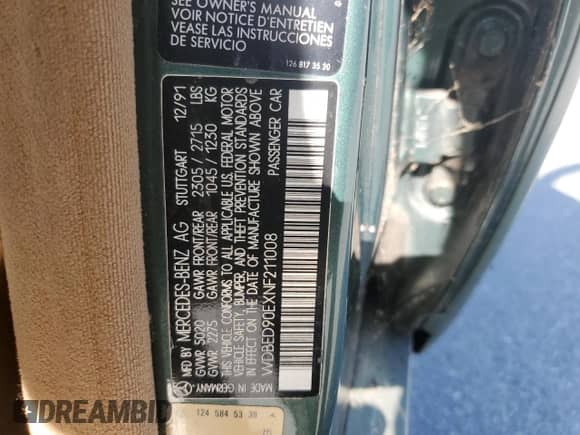 SEE OWNER'S MANUAL
VOIR NOTICE D'ENTRETIEN
VEASE LAS INSTRUCCIONES
DE SERVICIO
126 817 35 20
MFD BY MERCEDES-BENZ AG STUTTGART 12/91
GVWR 5020 GAWR FRONT/REAR 2305 / 2715 LBS
GVWR 2275 GAWR FRONT/REAR 1045 / 1230 KG
THIS VEHICLE CONFORMS TO ALL APPLICABLE U.S. FEDERAL MOTOR
VEHICLE SAFETY, BUMPER, AND THEFT PREVENTION STANDARDS
IN EFFECT ON THE DATE OF MANUFACTURE SHOWN ABOVE
WDBED90EXNF211008 PASSENGER CAR
MADE IN GERMANY
124 584 53 39
DREAMBID